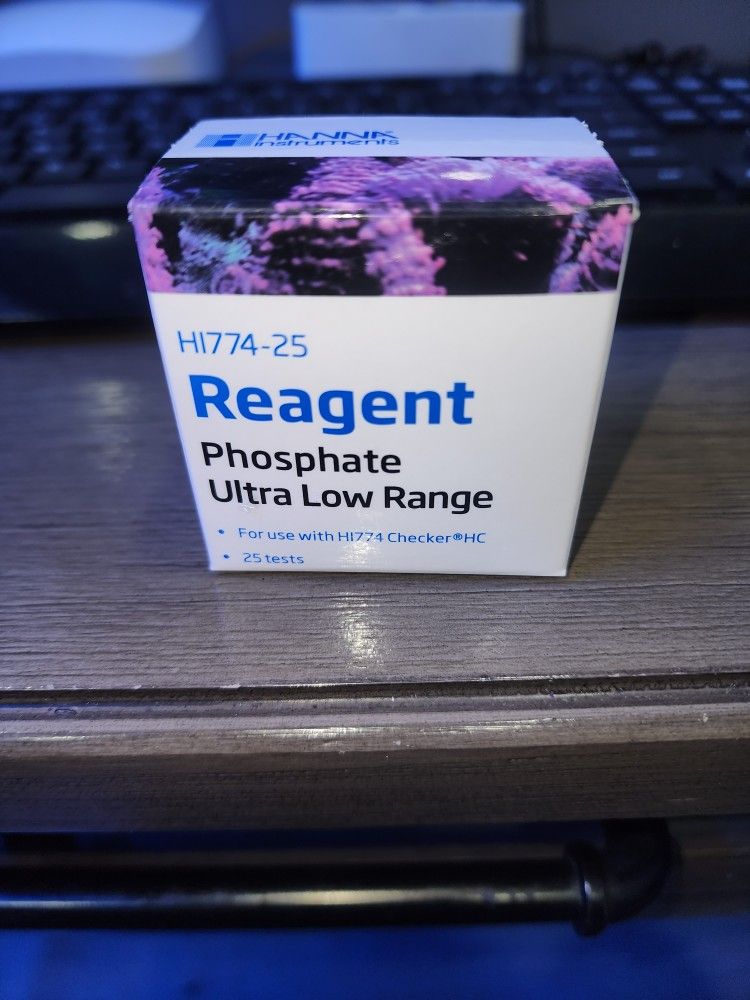 HANNA
instruments
HI774-25
Reagent
Phosphate
Ultra Low Range
• For use with HI774 Checker®HC
• 25 tests